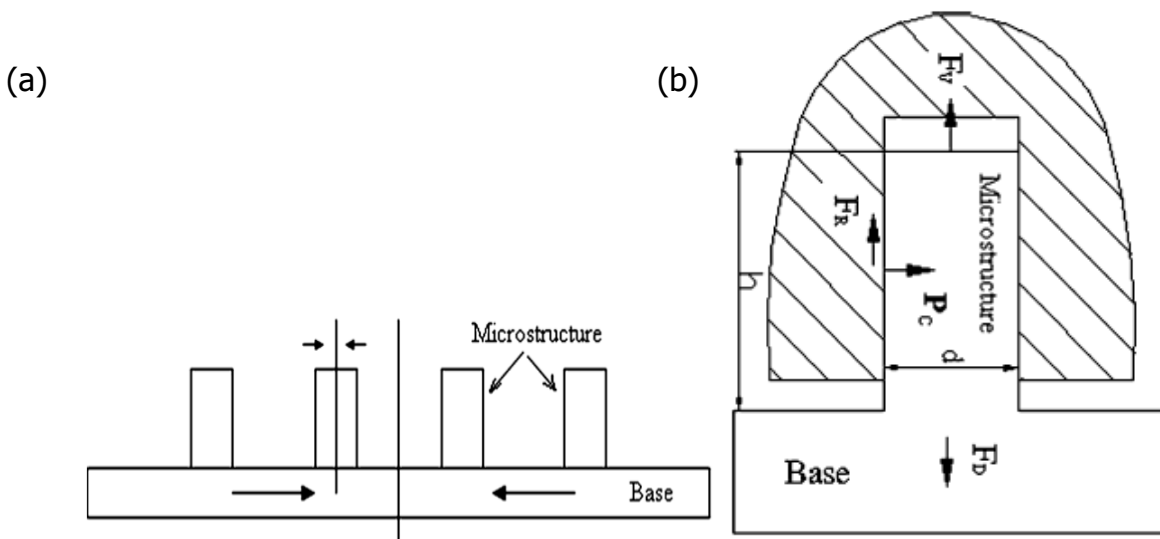 (a)
Microstructure
Base
(b)
F_V
Microstructure
F_R
P_C
h
d
Base
F_D